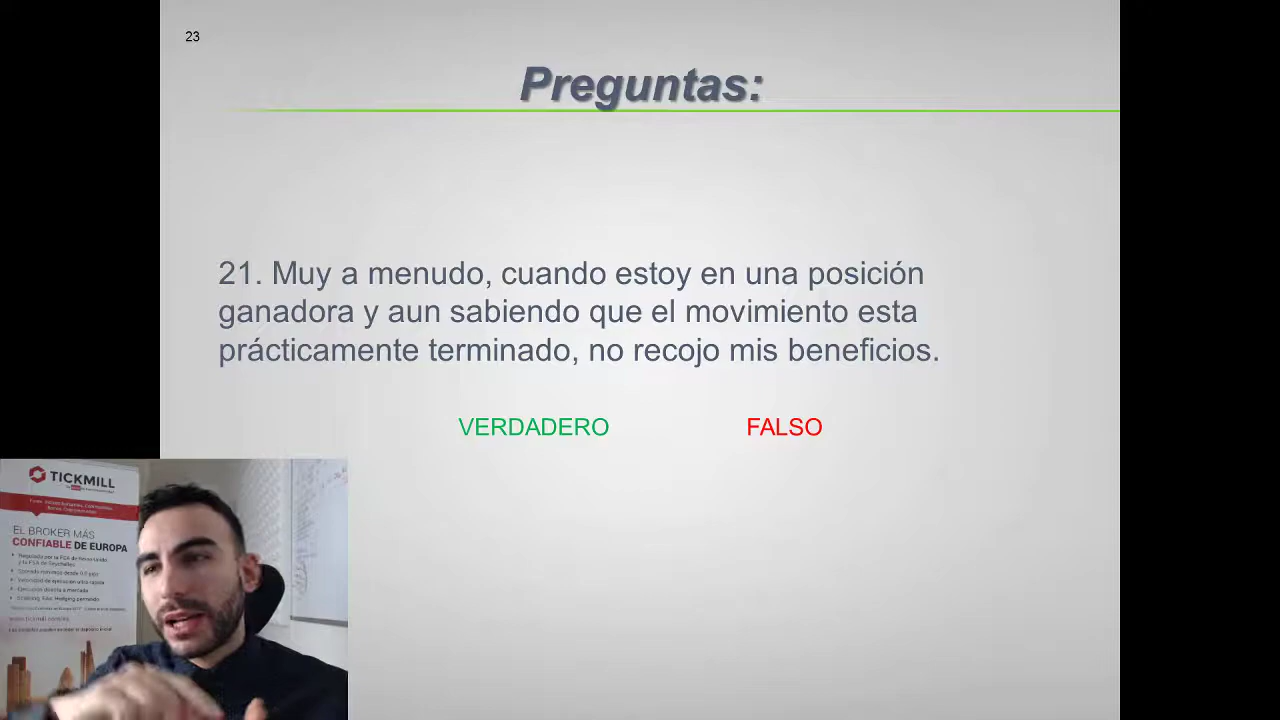 23
Preguntas:
21. Muy a menudo, cuando estoy en una posición
ganadora y aun sabiendo que el movimiento esta
prácticamente terminado, no recojo mis beneficios.
VERDADERO FALSO
TICKMILL
EL BROKER MÁS
CONFIABLE DE EUROPA